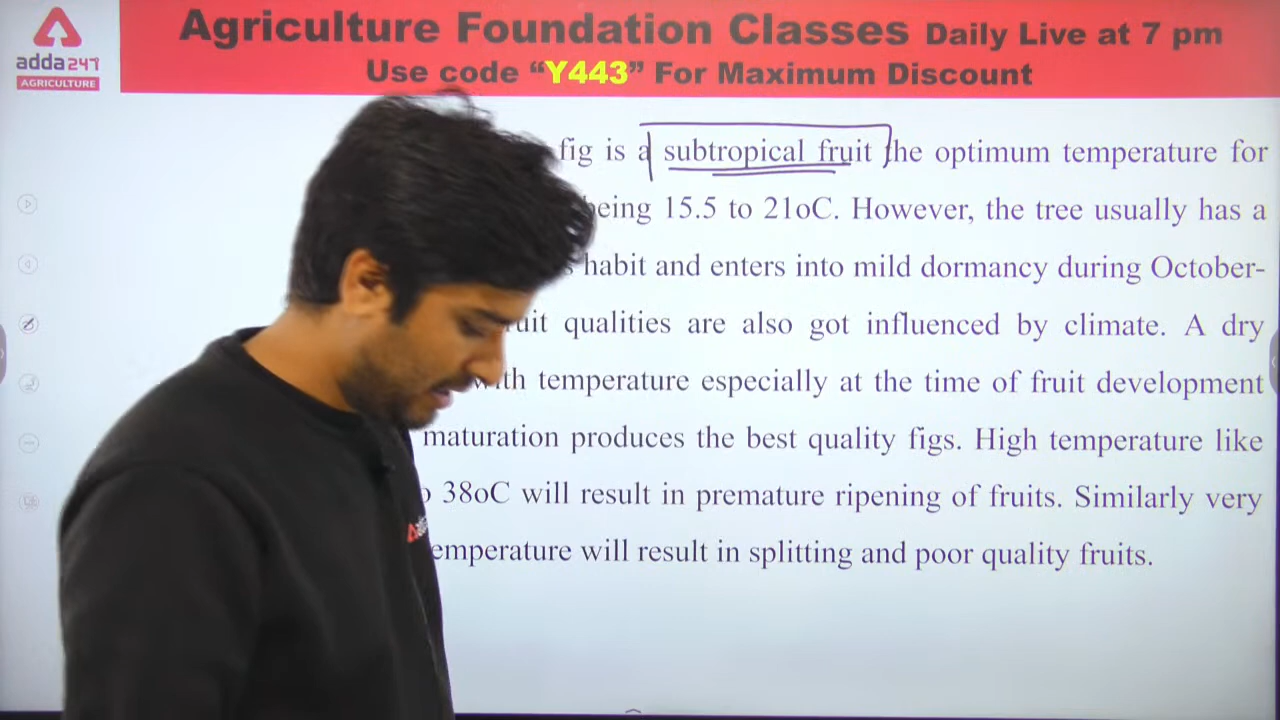 Agriculture Foundation Classes Daily Live at 7 pm
Use code “Y443” For Maximum Discount
adda247
AGRICULTURE
fig is a subtropical fruit the optimum temperature for
being 15.5 to 21oC. However, the tree usually has a
habit and enters into mild dormancy during October-
qualities are also got influenced by climate. A dry
with temperature especially at the time of fruit development
maturation produces the best quality figs. High temperature like
38oC will result in premature ripening of fruits. Similarly very
emperature will result in splitting and poor quality fruits.